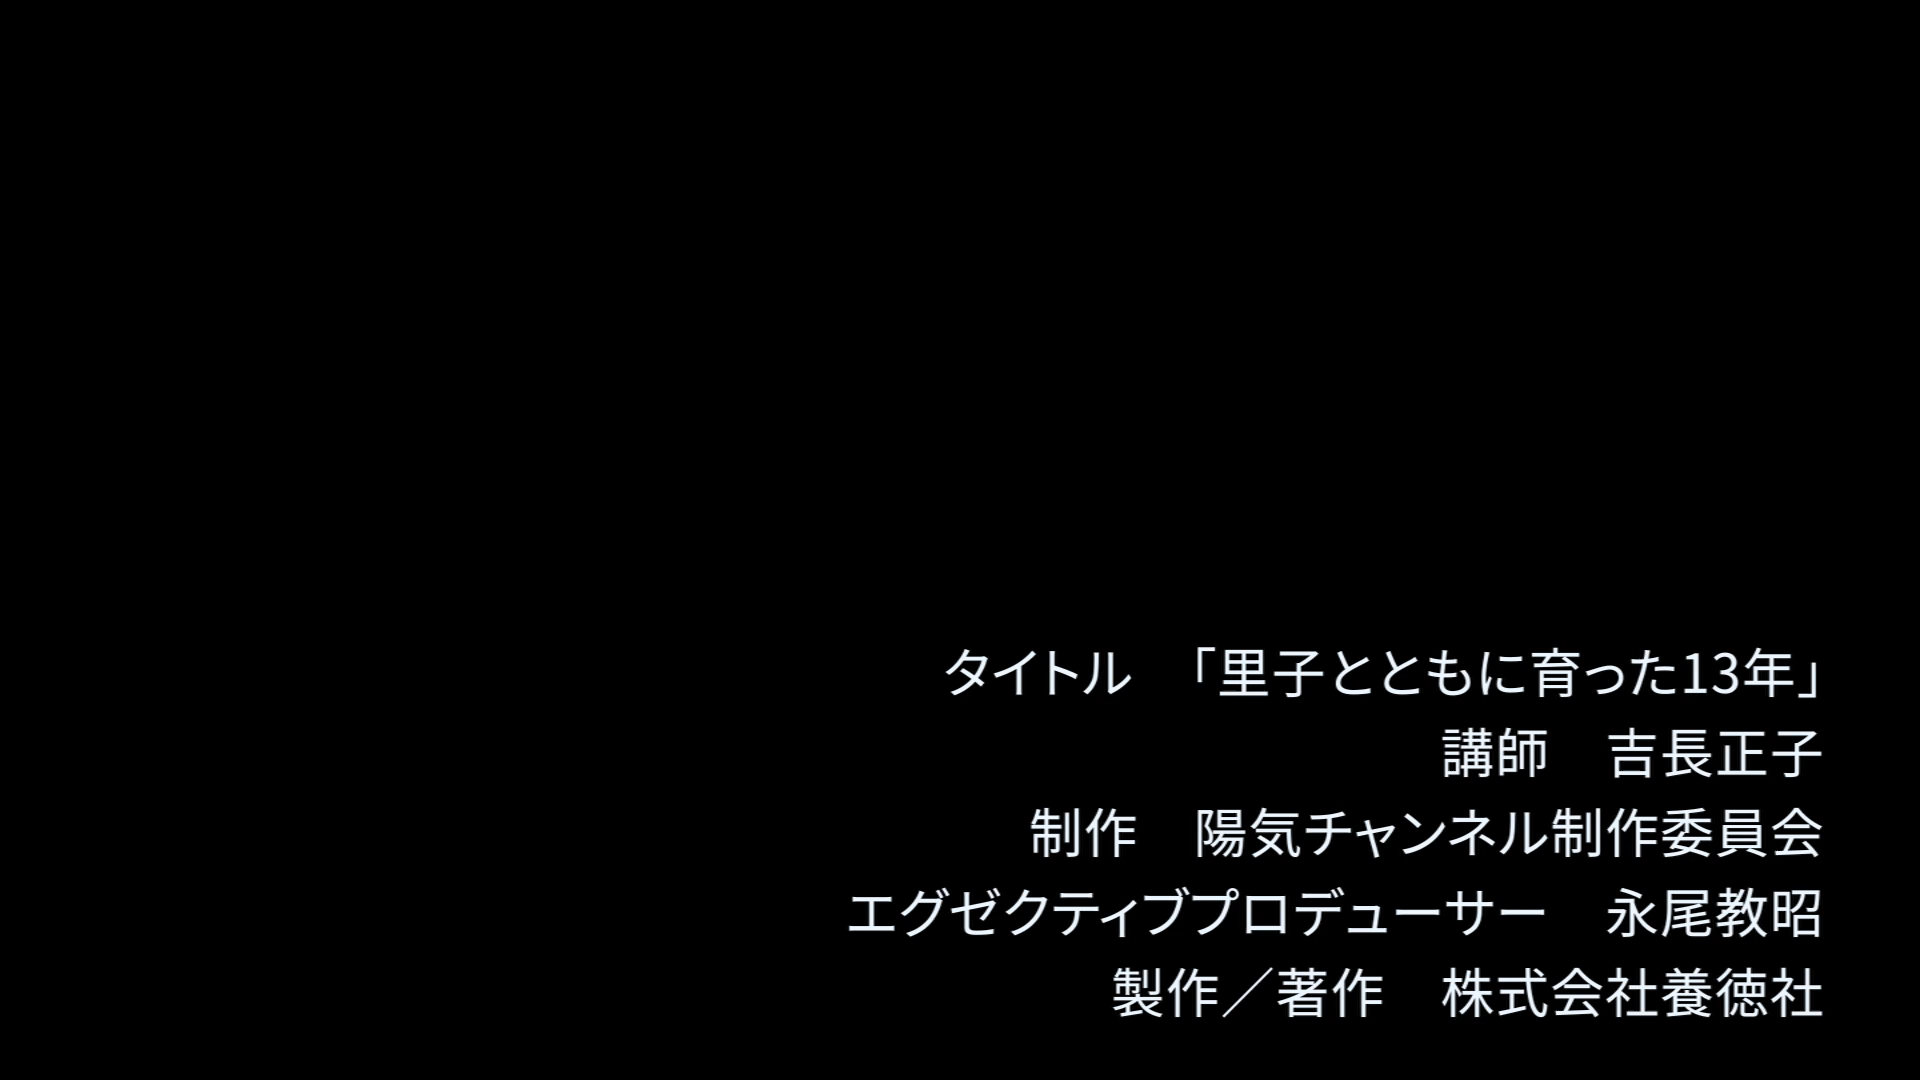 タイトル　「里子とともに育った13年」
講師　吉長正子
制作　陽気チャンネル制作委員会
エグゼクティブプロデューサー　永尾教昭
製作／著作　株式会社養徳社